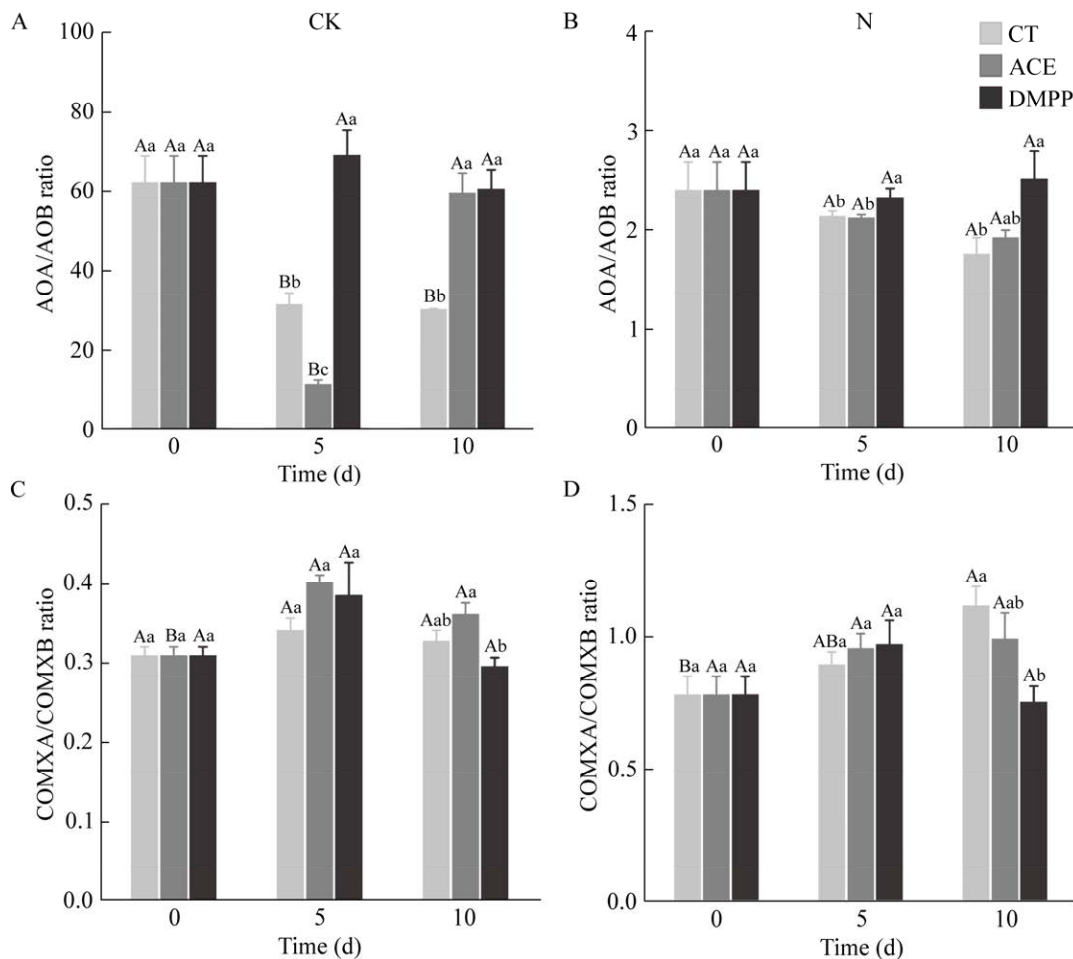 A
CK
100
80
60
40
20
0
AOA/AOB ratio
Aa Aa Aa
Bb
Bc
Aa
Bb
Aa Aa
0 5 10
Time (d)
B
N
CT
ACE
DMPP
4
3
2
1
0
AOA/AOB ratio
Aa Aa Aa
Ab Ab
Aa
Ab
Aab
Aa
0 5 10
Time (d)
C
0.5
0.4
0.3
0.2
0.1
0.0
COMXA/COMXB ratio
Aa Ba Aa
Aa
Aa
Aa
Aab
Aa
Ab
0 5 10
Time (d)
D
1.5
1.0
0.5
0.0
COMXA/COMXB ratio
Ba Aa Aa
ABa
Aa
Aa
Aa
Aab
Ab
0 5 10
Time (d)